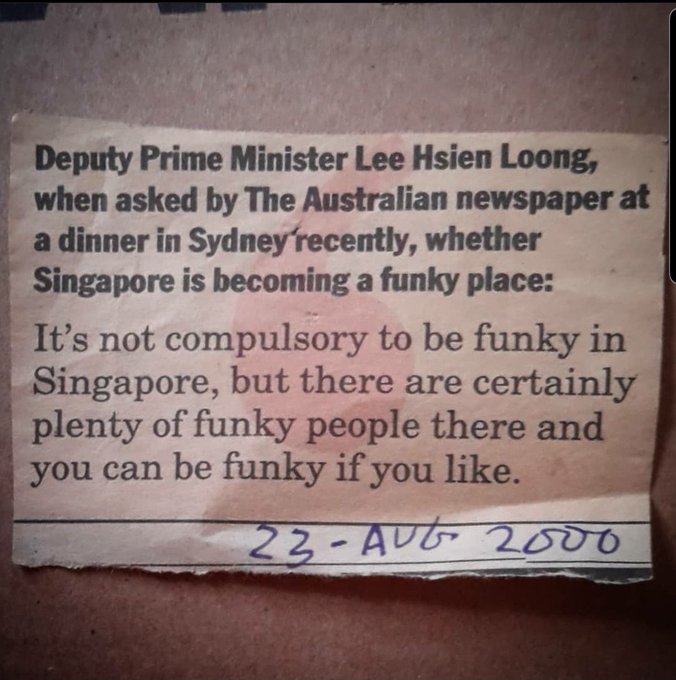 Deputy Prime Minister Lee Hsien Loong,
when asked by The Australian newspaper at
a dinner in Sydney recently, whether
Singapore is becoming a funky place:
It's not compulsory to be funky in
Singapore, but there are certainly
plenty of funky people there and
you can be funky if you like.
23-AUG 2000